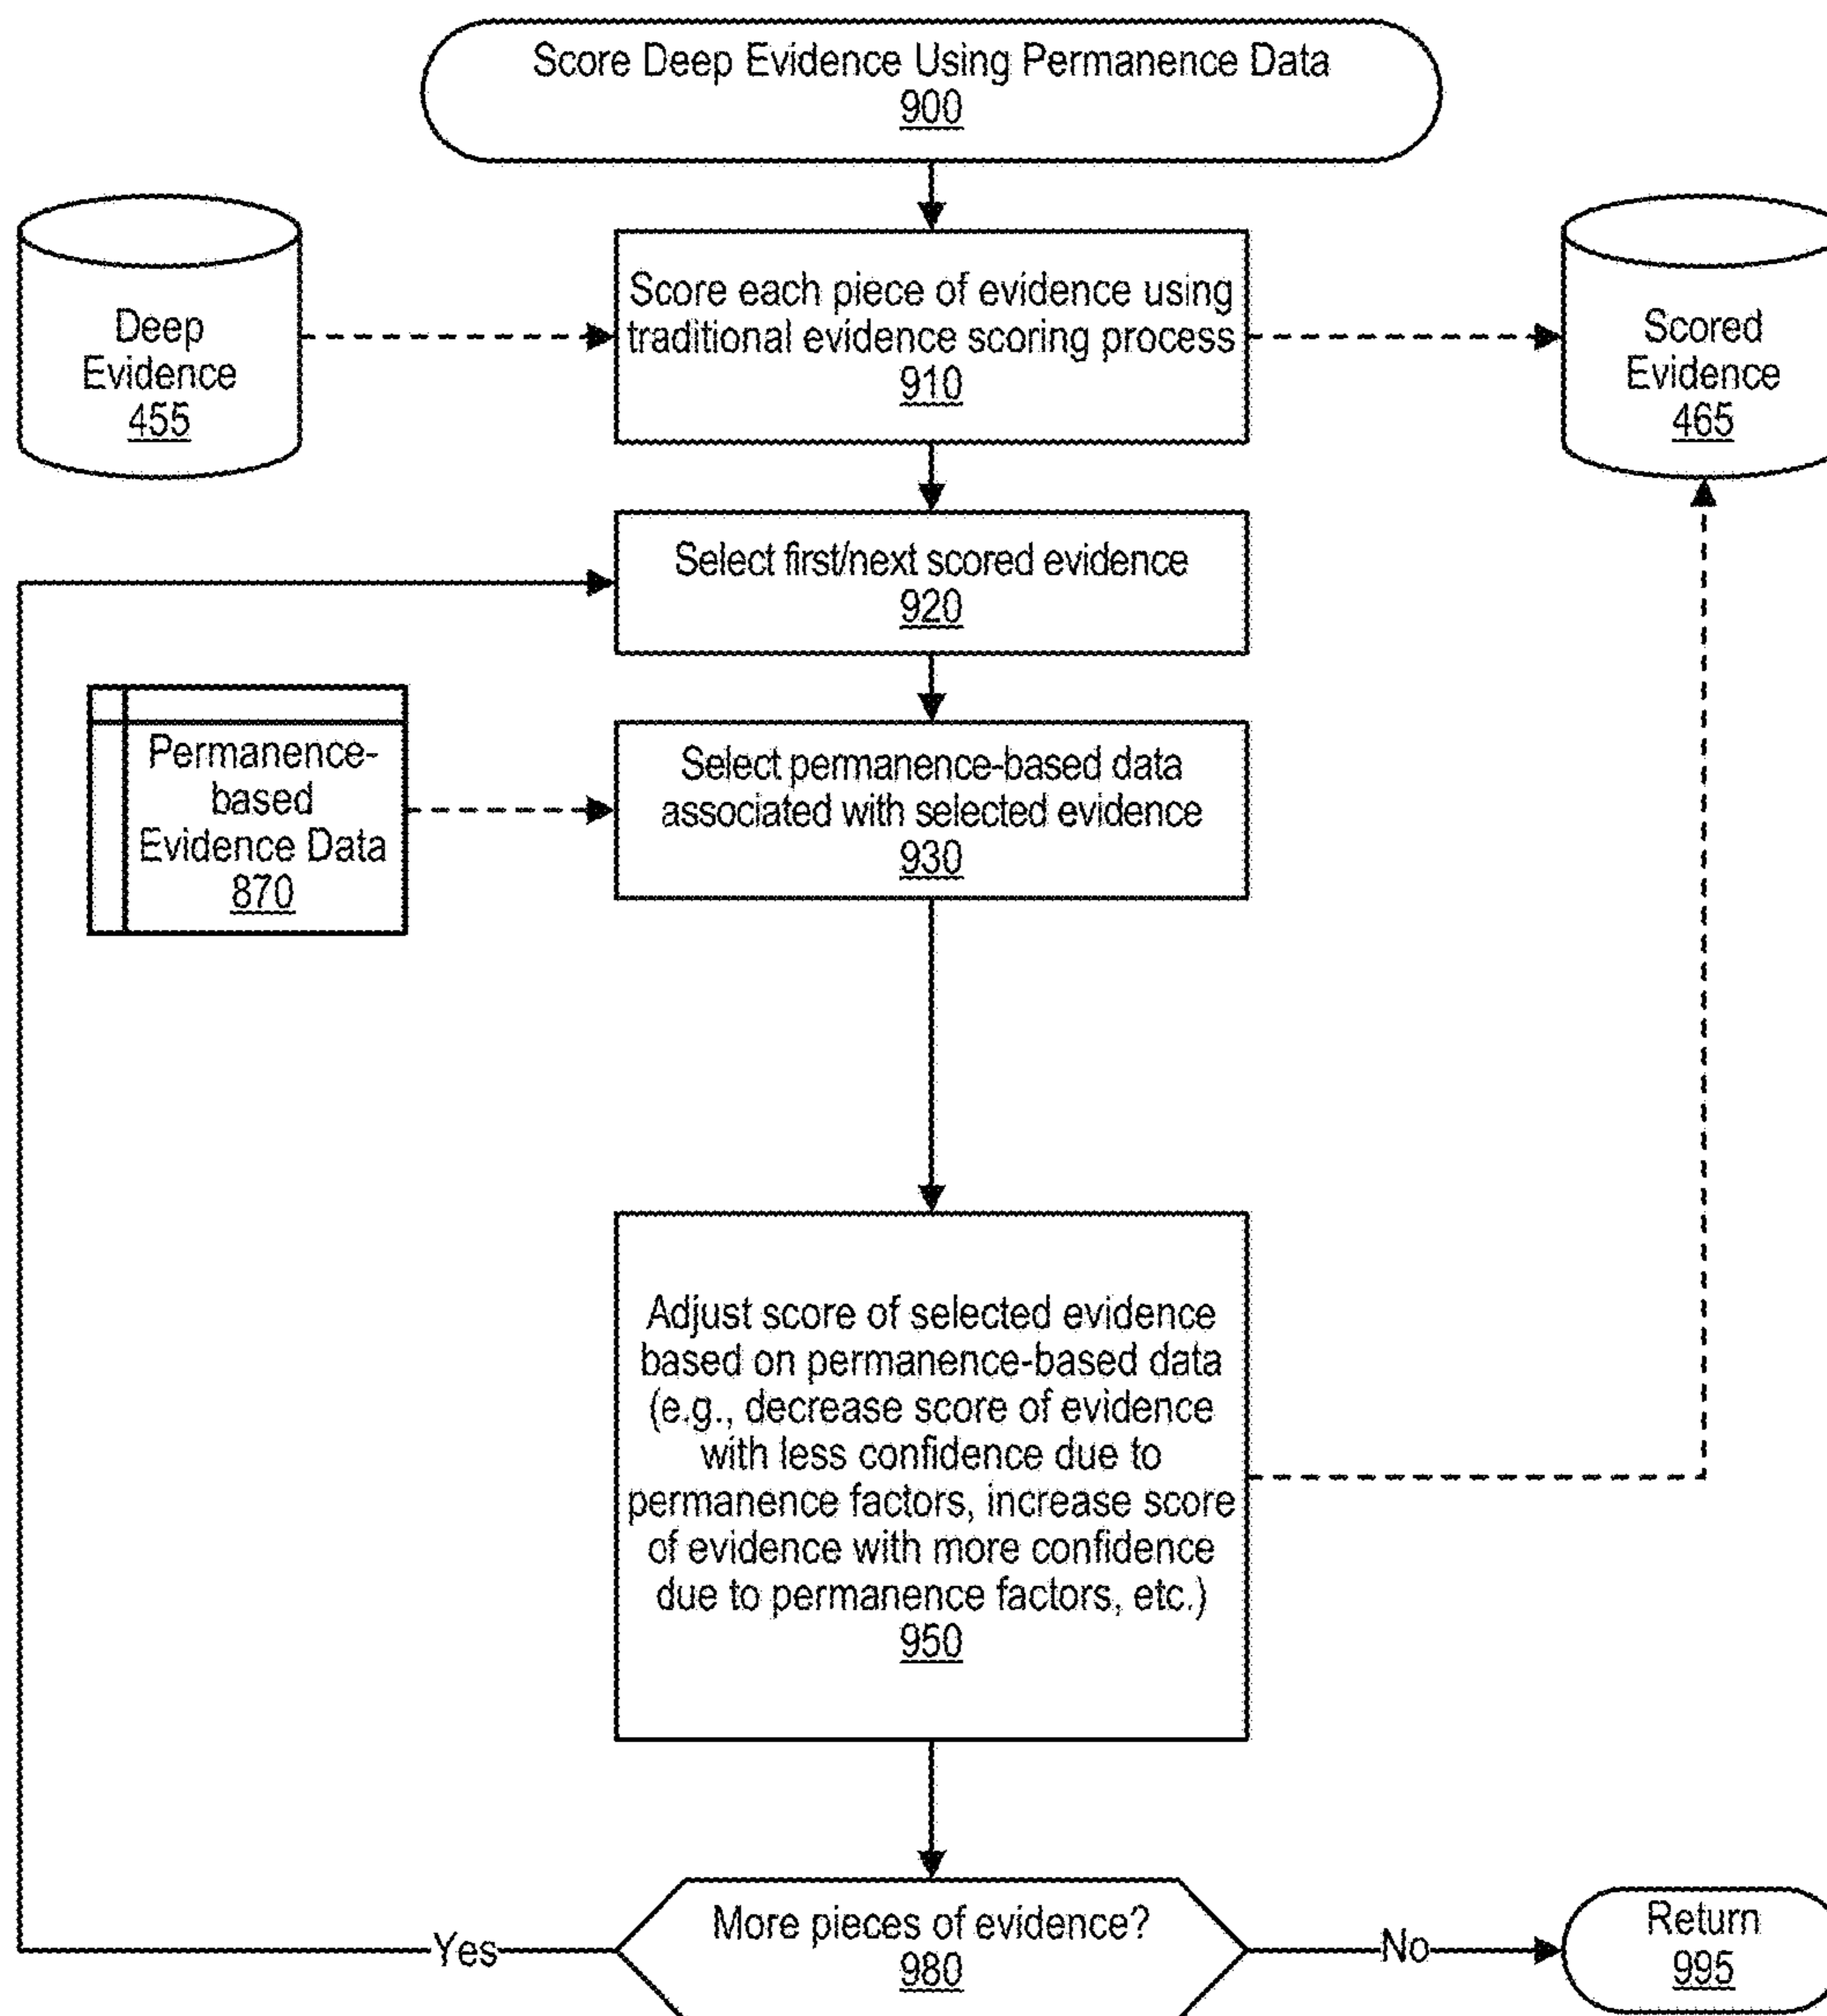 Score Deep Evidence Using Permanence Data
900
Deep
Evidence
455
Score each piece of evidence using
traditional evidence scoring process
910
Scored
Evidence
465
Select first/next scored evidence
920
Permanence-
based
Evidence Data
870
Select permanence-based data
associated with selected evidence
930
Adjust score of selected evidence
based on permanence-based data
(e.g., decrease score of evidence
with less confidence due to
permanence factors, increase score
of evidence with more confidence
due to permanence factors, etc.)
950
Yes
More pieces of evidence?
980
No
Return
995